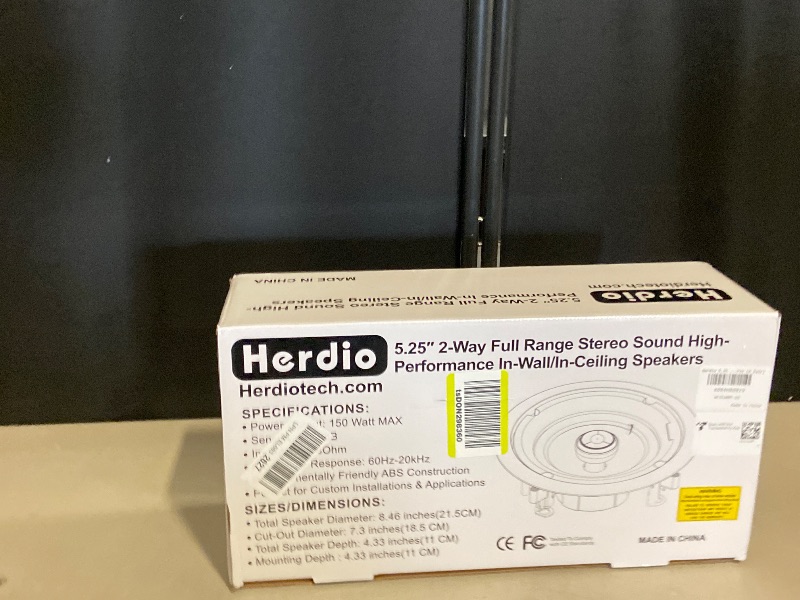 MADE IN CHINA
5.25" 2-Way Full Range Stereo Sound High-
Performance In-Wall/In-Ceiling Speakers
Herdio
Herdiotech.com
Herdio
Herdiotech.com
5.25" 2-Way Full Range Stereo Sound High-
Performance In-Wall/In-Ceiling Speakers
SPECIFICATIONS:
• Power 150 Watt MAX
Response: 60Hz-20kHz
Friendly ABS Construction
for Custom Installations & Applications
SIZES/DIMENSIONS:
• Total Speaker Diameter: 8.46 inches(21.5CM)
• Cut-Out Diameter: 7.3 inches(18.5 CM)
• Total Speaker Depth: 4.33 inches(11 CM)
• Mounting Depth : 4.33 inches(11 CM)
tsDON298360
CE FC
MADE IN CHINA